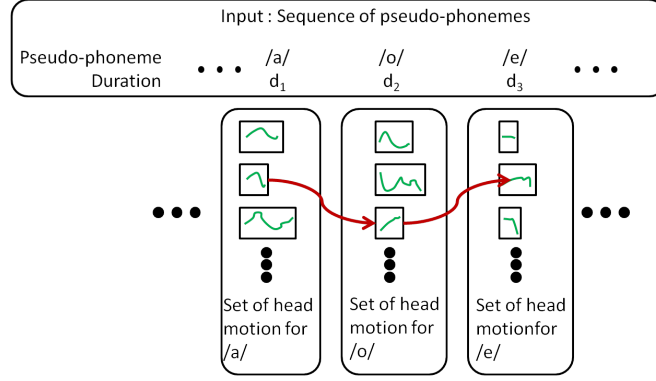 Input : Sequence of pseudo-phonemes
Pseudo-phoneme /a/ /o/ /e/
Duration d₁ d₂ d₃
Set of head motion for /a/
Set of head motion for /o/
Set of head motionfor /e/